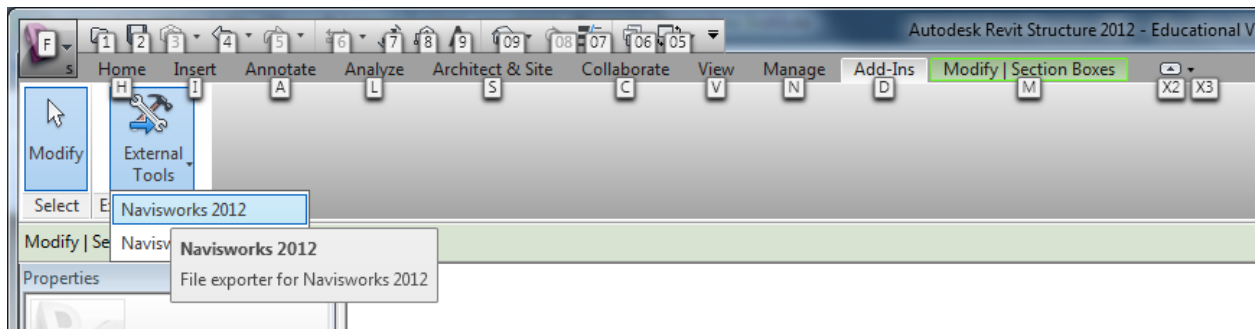 Autodesk Revit Structure 2012 - Educational V
F 1 2 3 4 5 6 7 8 9 09 08 07 06 05
S Home Insert Annotate Analyze Architect & Site Collaborate View Manage Add-Ins Modify | Section Boxes
H I A L S C V N D M X2 X3
Modify External
Tools
Select E
Navisworks 2012
Modify | Se Navisw
Navisworks 2012
Properties File exporter for Navisworks 2012